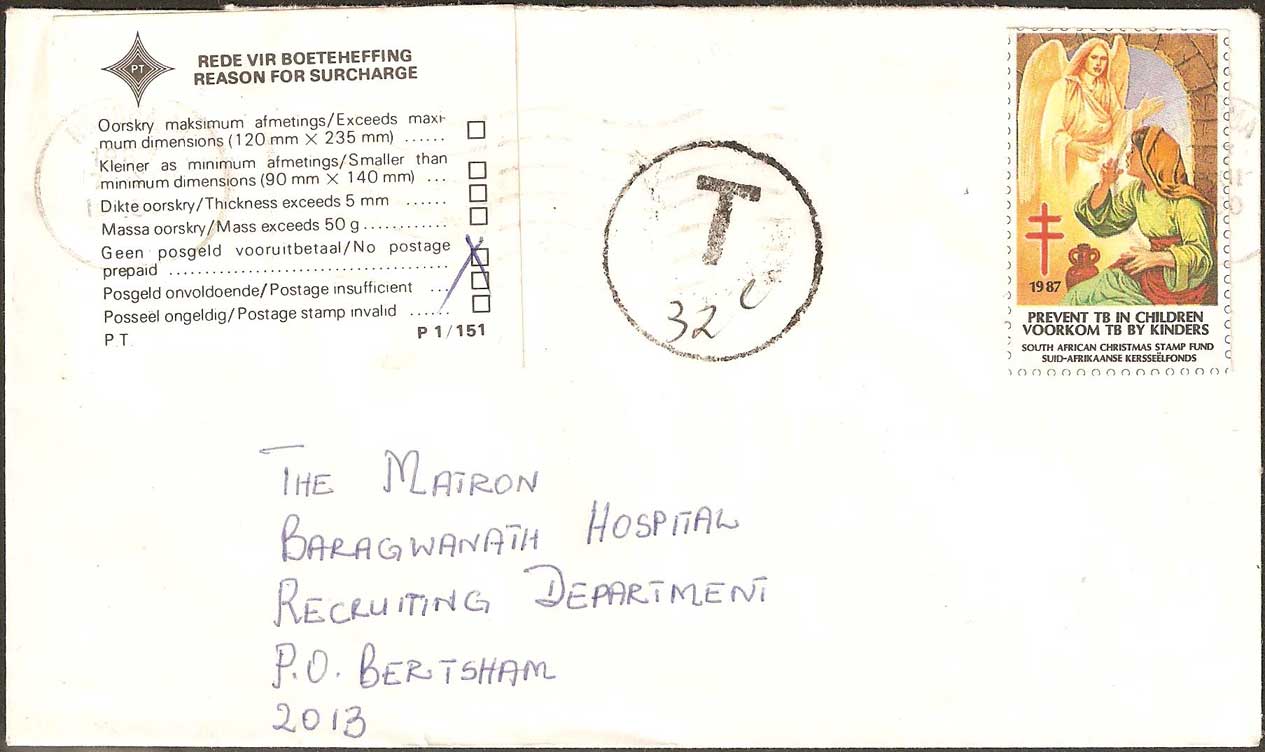 PT
REDE VIR BOETEHEFFING
REASON FOR SURCHARGE
Oorskry maksimum afmetings/Exceeds maxi-
mum dimensions (120 mm X 235 mm) ......
Kleiner as minimum afmetings/Smaller than
minimum dimensions (90 mm X 140 mm) ...
Dikte oorskry/Thickness exceeds 5 mm ......
Massa oorskry/Mass exceeds 50 g............
Geen posgeld vooruitbetaal/No postage
prepaid ......................................
Posgeld onvoldoende/Postage insufficient ...
Posseel ongeldig/Postage stamp invalid ......
P.T. P 1/151
T
32 c
1987
PREVENT TB IN CHILDREN
VOORKOM TB BY KINDERS
SOUTH AFRICAN CHRISTMAS STAMP FUND
SUID-AFRIKAANSE KERSSEËLFONDS
THE MATRON
BARAGWANATH HOSPITAL
RECRUITING DEPARTMENT
P.O. BERTSHAM
2013